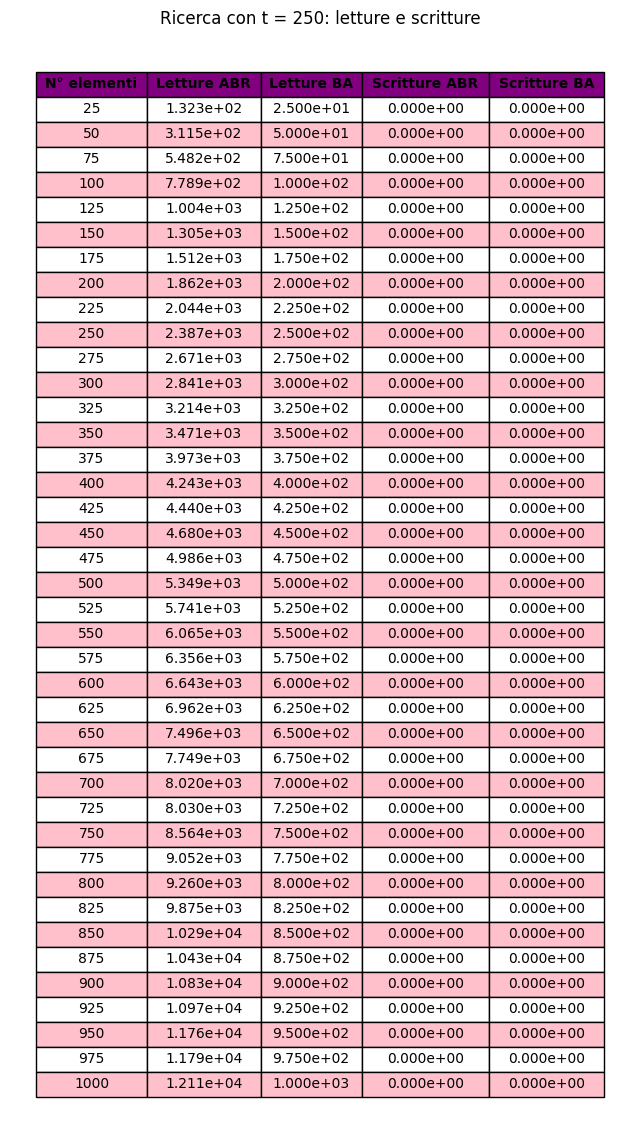 Ricerca con t = 250: letture e scritture
N° elementi Letture ABR Letture BA Scritture ABR Scritture BA
25 1.323e+02 2.500e+01 0.000e+00 0.000e+00
50 3.115e+02 5.000e+01 0.000e+00 0.000e+00
75 5.482e+02 7.500e+01 0.000e+00 0.000e+00
100 7.789e+02 1.000e+02 0.000e+00 0.000e+00
125 1.004e+03 1.250e+02 0.000e+00 0.000e+00
150 1.305e+03 1.500e+02 0.000e+00 0.000e+00
175 1.512e+03 1.750e+02 0.000e+00 0.000e+00
200 1.862e+03 2.000e+02 0.000e+00 0.000e+00
225 2.044e+03 2.250e+02 0.000e+00 0.000e+00
250 2.387e+03 2.500e+02 0.000e+00 0.000e+00
275 2.671e+03 2.750e+02 0.000e+00 0.000e+00
300 2.841e+03 3.000e+02 0.000e+00 0.000e+00
325 3.214e+03 3.250e+02 0.000e+00 0.000e+00
350 3.471e+03 3.500e+02 0.000e+00 0.000e+00
375 3.973e+03 3.750e+02 0.000e+00 0.000e+00
400 4.243e+03 4.000e+02 0.000e+00 0.000e+00
425 4.440e+03 4.250e+02 0.000e+00 0.000e+00
450 4.680e+03 4.500e+02 0.000e+00 0.000e+00
475 4.986e+03 4.750e+02 0.000e+00 0.000e+00
500 5.349e+03 5.000e+02 0.000e+00 0.000e+00
525 5.741e+03 5.250e+02 0.000e+00 0.000e+00
550 6.065e+03 5.500e+02 0.000e+00 0.000e+00
575 6.356e+03 5.750e+02 0.000e+00 0.000e+00
600 6.643e+03 6.000e+02 0.000e+00 0.000e+00
625 6.962e+03 6.250e+02 0.000e+00 0.000e+00
650 7.496e+03 6.500e+02 0.000e+00 0.000e+00
675 7.749e+03 6.750e+02 0.000e+00 0.000e+00
700 8.020e+03 7.000e+02 0.000e+00 0.000e+00
725 8.030e+03 7.250e+02 0.000e+00 0.000e+00
750 8.564e+03 7.500e+02 0.000e+00 0.000e+00
775 9.052e+03 7.750e+02 0.000e+00 0.000e+00
800 9.260e+03 8.000e+02 0.000e+00 0.000e+00
825 9.875e+03 8.250e+02 0.000e+00 0.000e+00
850 1.029e+04 8.500e+02 0.000e+00 0.000e+00
875 1.043e+04 8.750e+02 0.000e+00 0.000e+00
900 1.083e+04 9.000e+02 0.000e+00 0.000e+00
925 1.097e+04 9.250e+02 0.000e+00 0.000e+00
950 1.176e+04 9.500e+02 0.000e+00 0.000e+00
975 1.179e+04 9.750e+02 0.000e+00 0.000e+00
1000 1.211e+04 1.000e+03 0.000e+00 0.000e+00